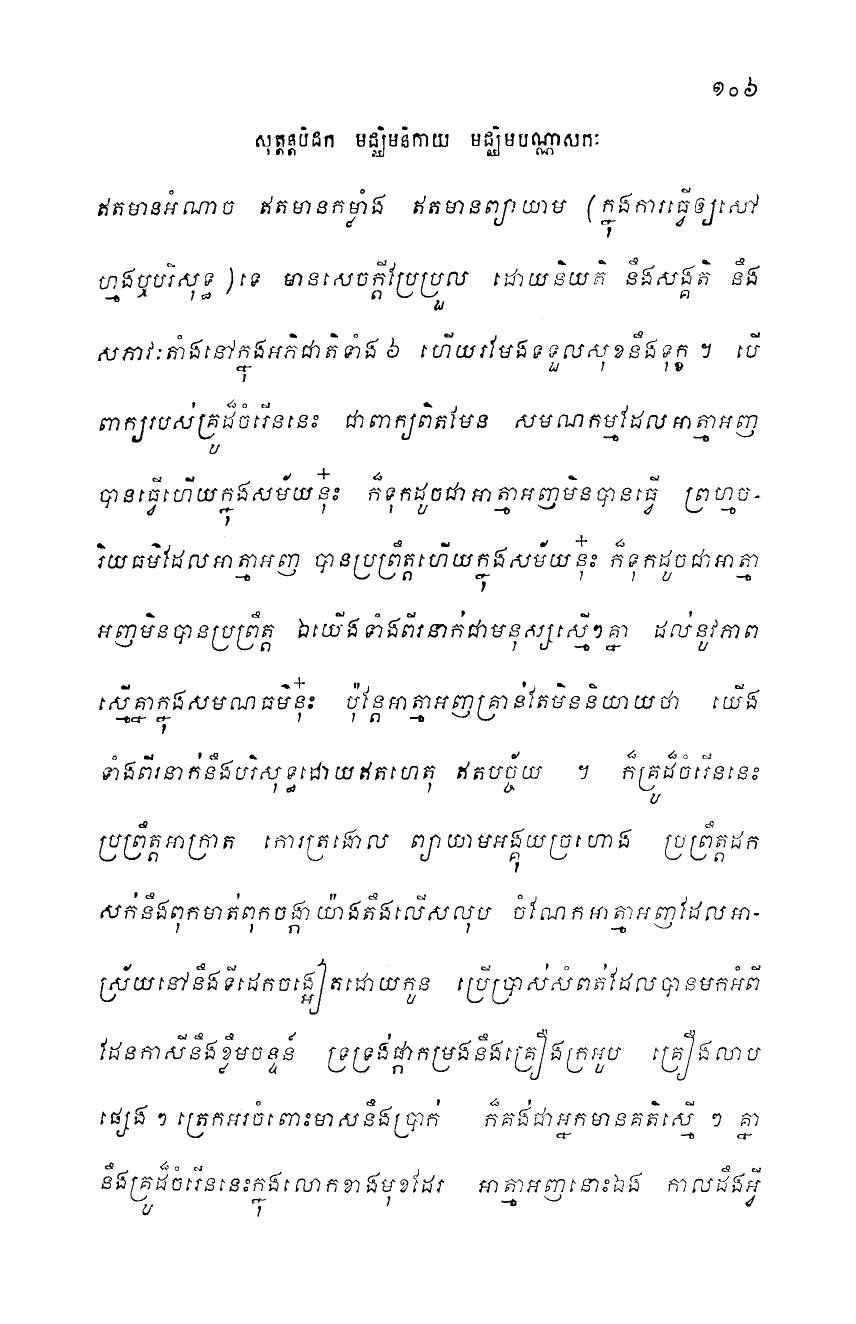 ១០៦
សុត្តន្តបិដក មជ្ឈិមនិកាយ មជ្ឈិមបណ្ណាសកៈ
ឥតមានអំណាច ឥតមានកម្លាំង ឥតមានព្យាយាម (ក្នុងការធ្វើឲ្យសៅ
ហ្មងឬបរិសុទ្ធ)ទេ មានសេចក្តីប្រែប្រួល ដោយនិយតិ នឹងសង្គតិ នឹង
សភាវៈតាំងនៅក្នុងអភិជាតិទាំង ៦ ហើយរមែងទទួលសុខនឹងទុក្ខ ។ បើ
ពាក្យរបស់គ្រូដ៏ចំរើននេះ ជាពាក្យពិតមែន សមណកម្មដែលអាត្មាអញ
បានធ្វើហើយក្នុងសម័យនុ៎ះ ក៏ទុកដូចជាអាត្មាអញមិនបានធ្វើ ព្រហ្មច-
រិយធម៌ដែលអាត្មាអញ បានប្រព្រឹត្តហើយក្នុងសម័យនុ៎ះ ក៏ទុកដូចជាអាត្មា
អញមិនបានប្រព្រឹត្ត ឯយើងទាំងពីរនាក់ជាមនុស្សស្មើៗគ្នា ដល់នូវភាព
ស្មើគ្នាក្នុងសមណធម៌នុ៎ះ ប៉ុន្តែអាត្មាអញគ្រាន់តែមិននិយាយថា យើង
ទាំងពីរនាក់នឹងបរិសុទ្ធដោយឥតហេតុ ឥតបច្ច័យ ។ ក៏គ្រូដ៏ចំរើននេះ
ប្រព្រឹត្តអាក្រាត កោរត្រងោល ព្យាយាមអង្គុយច្រហោង ប្រព្រឹត្តដក
សក់នឹងពុកមាត់ពុកចង្កា យ៉ាងតឹងលើសលុប ចំណែកអាត្មាអញដែលអា-
ស្រ័យនៅនឹងទីដេកចង្អៀតដោយកូន ប្រើប្រាស់សំពត់ដែលបានមកអំពី
ដែនកាសីនឹងខ្លឹមចន្ទន៍ ទ្រទ្រង់ផ្កាកម្រងនឹងគ្រឿងក្រអូប គ្រឿងលាប
ផ្សេង ៗ ត្រេកអរចំពោះមាសនឹងប្រាក់ ក៏គង់ជាអ្នកមានគតិស្មើ ៗ គ្នា
នឹងគ្រូដ៏ចំរើននេះក្នុងលោកខាងមុខដែរ អាត្មាអញនោះឯង កាលដឹងអ្វី